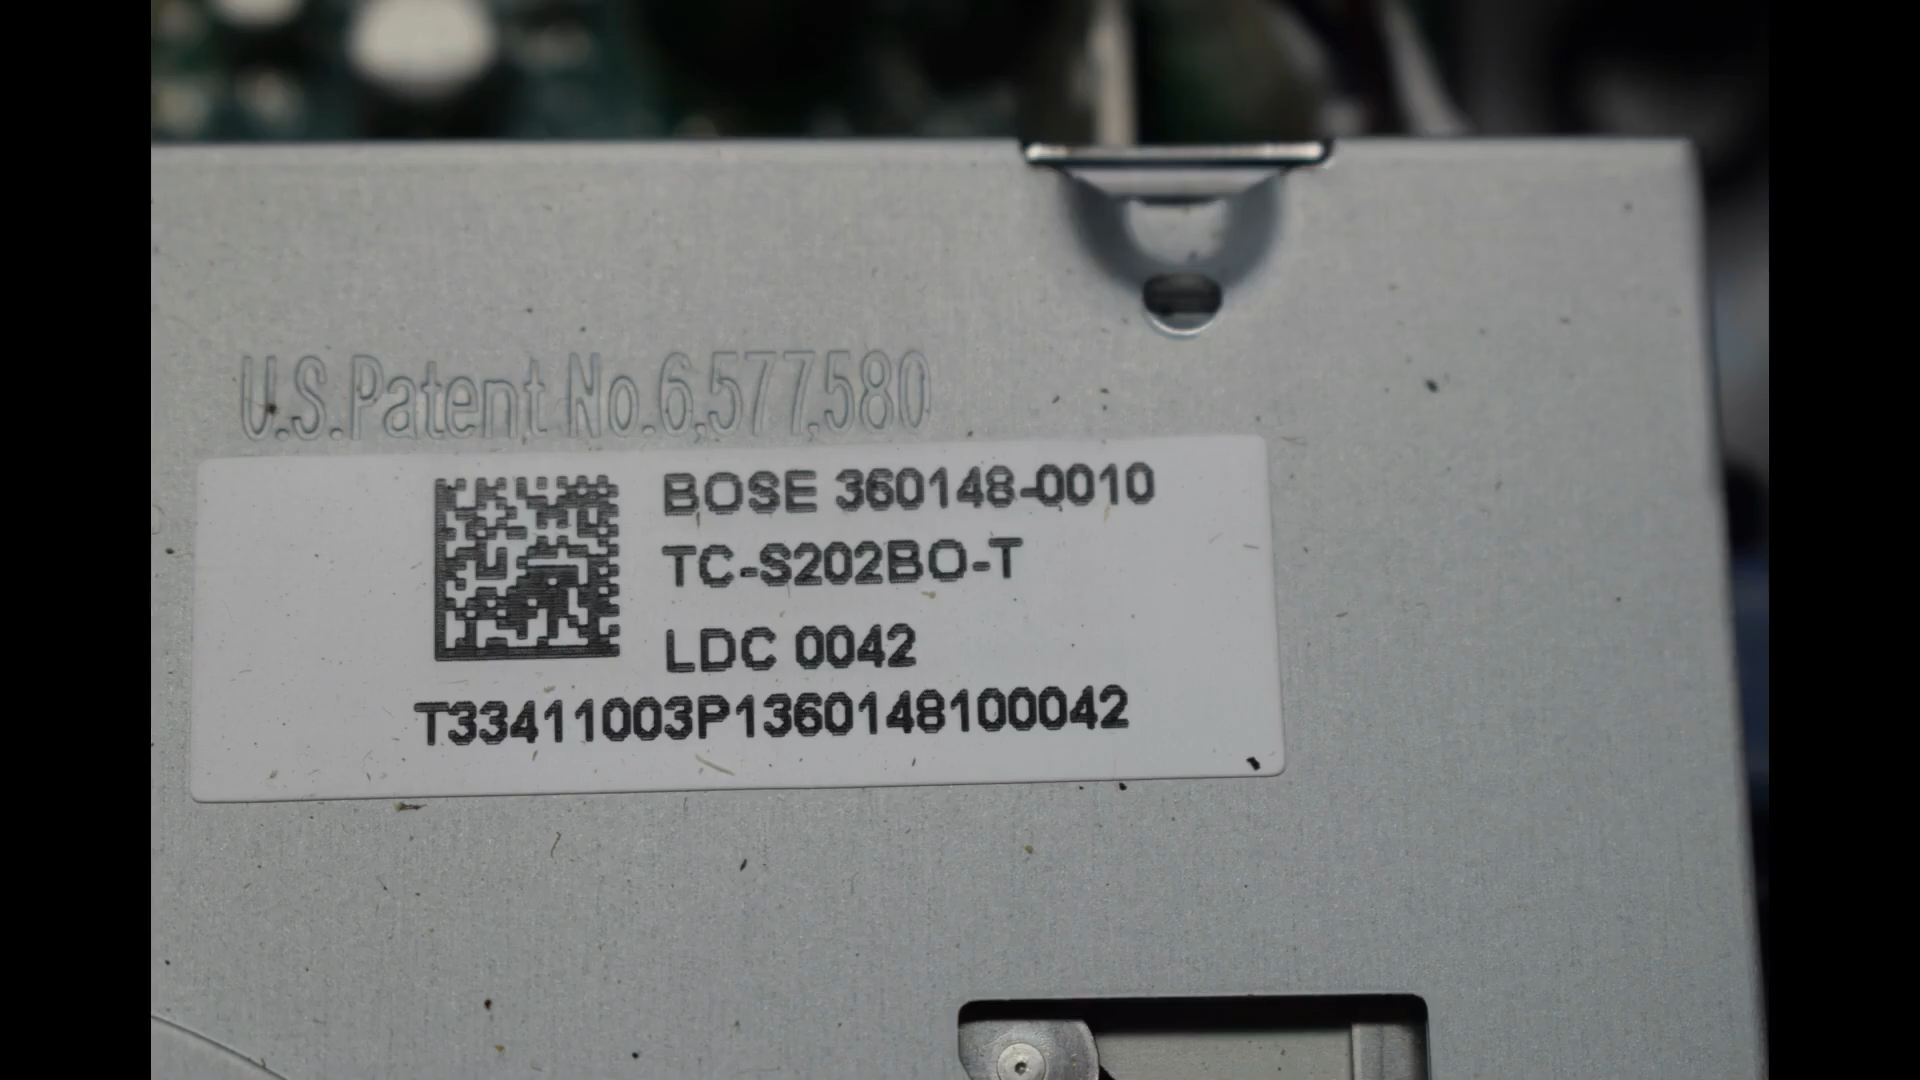 U.S.Patent No.6,577,580
BOSE 360148-0010
TC-S202BO-T
LDC 0042
T33411003P1360148100042